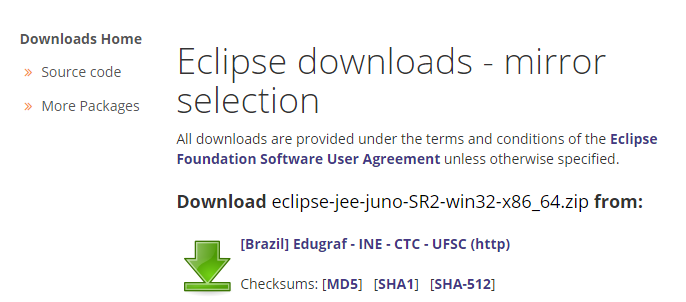 Downloads Home
» Source code
» More Packages
Eclipse downloads - mirror
selection
All downloads are provided under the terms and conditions of the Eclipse
Foundation Software User Agreement unless otherwise specified.
Download eclipse-jee-juno-SR2-win32-x86_64.zip from:
[Brazil] Edugraf - INE - CTC - UFSC (http)
Checksums: [MD5] [SHA1] [SHA-512]